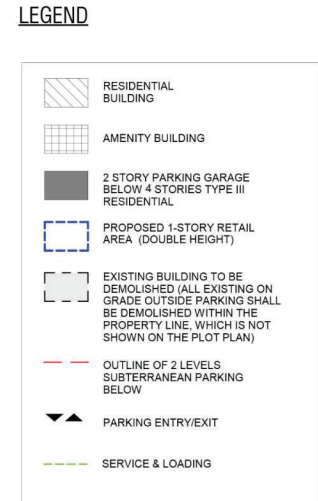 LEGEND
RESIDENTIAL
BUILDING
AMENITY BUILDING
2 STORY PARKING GARAGE
BELOW 4 STORIES TYPE III
RESIDENTIAL
PROPOSED 1-STORY RETAIL
AREA (DOUBLE HEIGHT)
EXISTING BUILDING TO BE
DEMOLISHED (ALL EXISTING ON
GRADE OUTSIDE PARKING SHALL
BE DEMOLISHED WITHIN THE
PROPERTY LINE, WHICH IS NOT
SHOWN ON THE PLOT PLAN)
OUTLINE OF 2 LEVELS
SUBTERRANEAN PARKING
BELOW
PARKING ENTRY/EXIT
SERVICE & LOADING